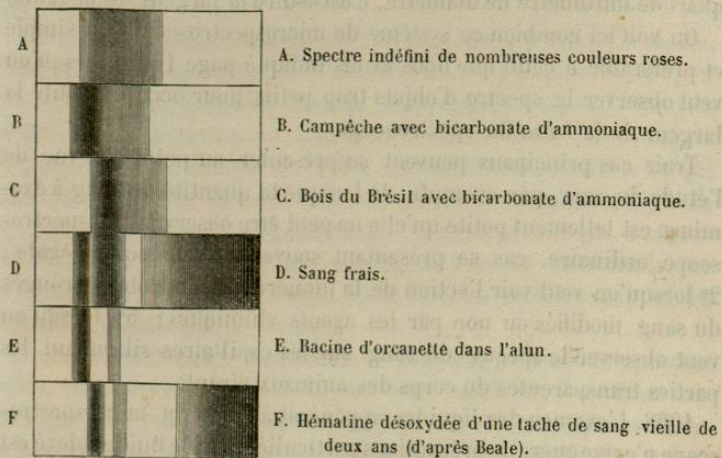 A
A. Spectre indéfini de nombreuses couleurs roses.
B
B. Campêche avec bicarbonate d'ammoniaque.
C
C. Bois du Brésil avec bicarbonate d'ammoniaque.
D
D. Sang frais.
E
E. Racine d'orcanette dans l'alun.
F
F. Hématine désoxydée d'une tache de sang vieille de
deux ans (d'après Beale).